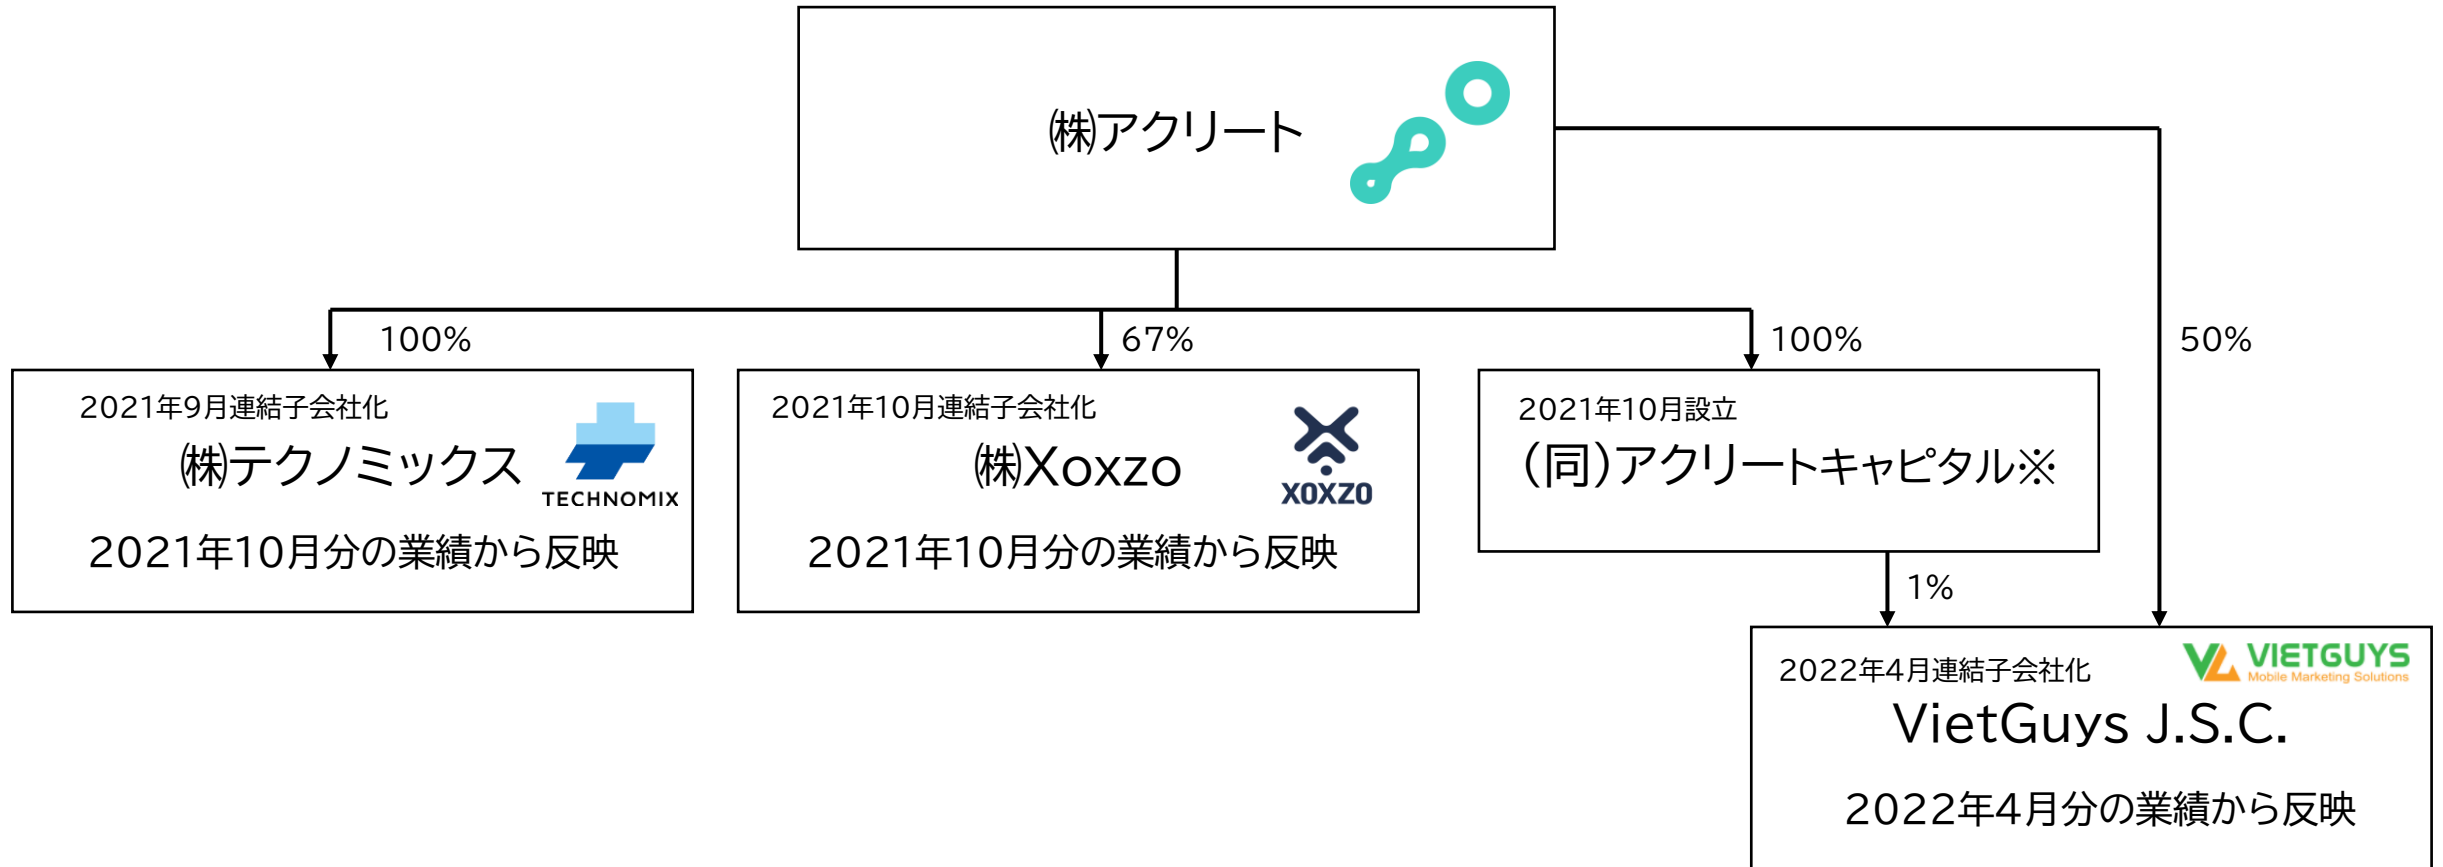 ㈱アクリート
100%
67%
100%
50%
2021年9月連結子会社化
㈱テクノミックス
TECHNOMIX
2021年10月分の業績から反映
2021年10月連結子会社化
㈱Xoxzo
XOXZO
2021年10月分の業績から反映
2021年10月設立
(同)アクリートキャピタル※
1%
2022年4月連結子会社化
VIETGUYS
Mobile Marketing Solutions
VietGuys J.S.C.
2022年4月分の業績から反映